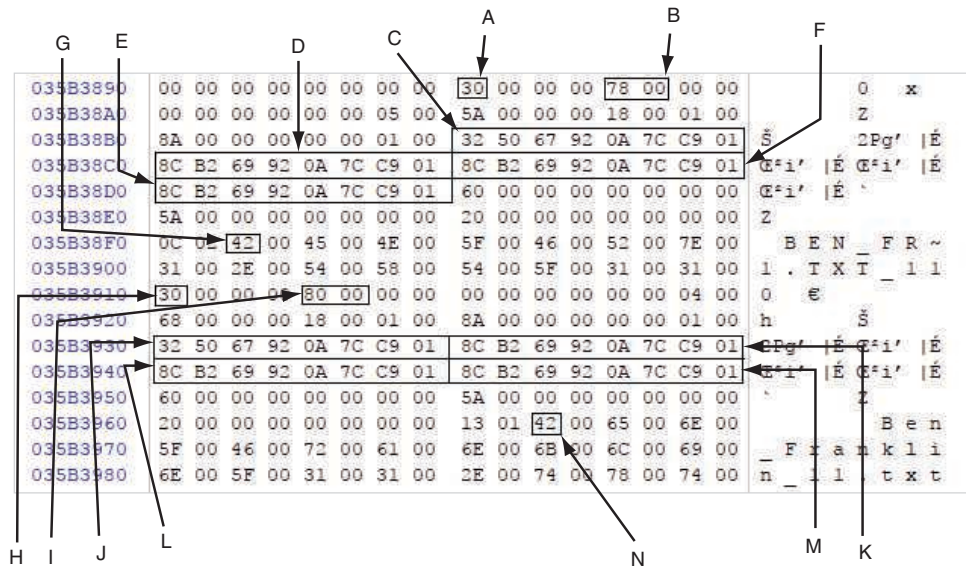 A B
G E D C F
035B3890 00 00 00 00 00 00 00 00 30 00 00 00 78 00 00 00 0 x
035B38A0 00 00 00 00 00 00 05 00 5A 00 00 00 18 00 01 00 Z
035B38B0 8A 00 00 00 00 00 01 00 32 50 67 92 0A 7C C9 01 Š 2Pg’ |É
035B38C0 8C B2 69 92 0A 7C C9 01 8C B2 69 92 0A 7C C9 01 Œ²i’ |É Œ²i’ |É
035B38D0 8C B2 69 92 0A 7C C9 01 60 00 00 00 00 00 00 00 Œ²i’ |É `
035B38E0 5A 00 00 00 00 00 00 00 20 00 00 00 00 00 00 00 Z
035B38F0 0C 02 42 00 45 00 4E 00 5F 00 46 00 52 00 7E 00 B E N _ F R ~
035B3900 31 00 2E 00 54 00 58 00 54 00 5F 00 31 00 31 00 1 . T X T _ 1 1
035B3910 30 00 00 00 80 00 00 00 00 00 00 00 00 00 04 00 0 €
035B3920 68 00 00 00 18 00 01 00 8A 00 00 00 00 00 01 00 h Š
035B3930 32 50 67 92 0A 7C C9 01 8C B2 69 92 0A 7C C9 01 2Pg’ |É Œ²i’ |É
035B3940 8C B2 69 92 0A 7C C9 01 8C B2 69 92 0A 7C C9 01 Œ²i’ |É Œ²i’ |É
035B3950 60 00 00 00 00 00 00 00 5A 00 00 00 00 00 00 00 ` Z
035B3960 20 00 00 00 00 00 00 00 13 01 42 00 65 00 6E 00 B e n
035B3970 5F 00 46 00 72 00 61 00 6E 00 6B 00 6C 00 69 00 _ F r a n k l i
035B3980 6E 00 5F 00 31 00 31 00 2E 00 74 00 78 00 74 00 n _ 1 1 . t x t
H I J L N M K